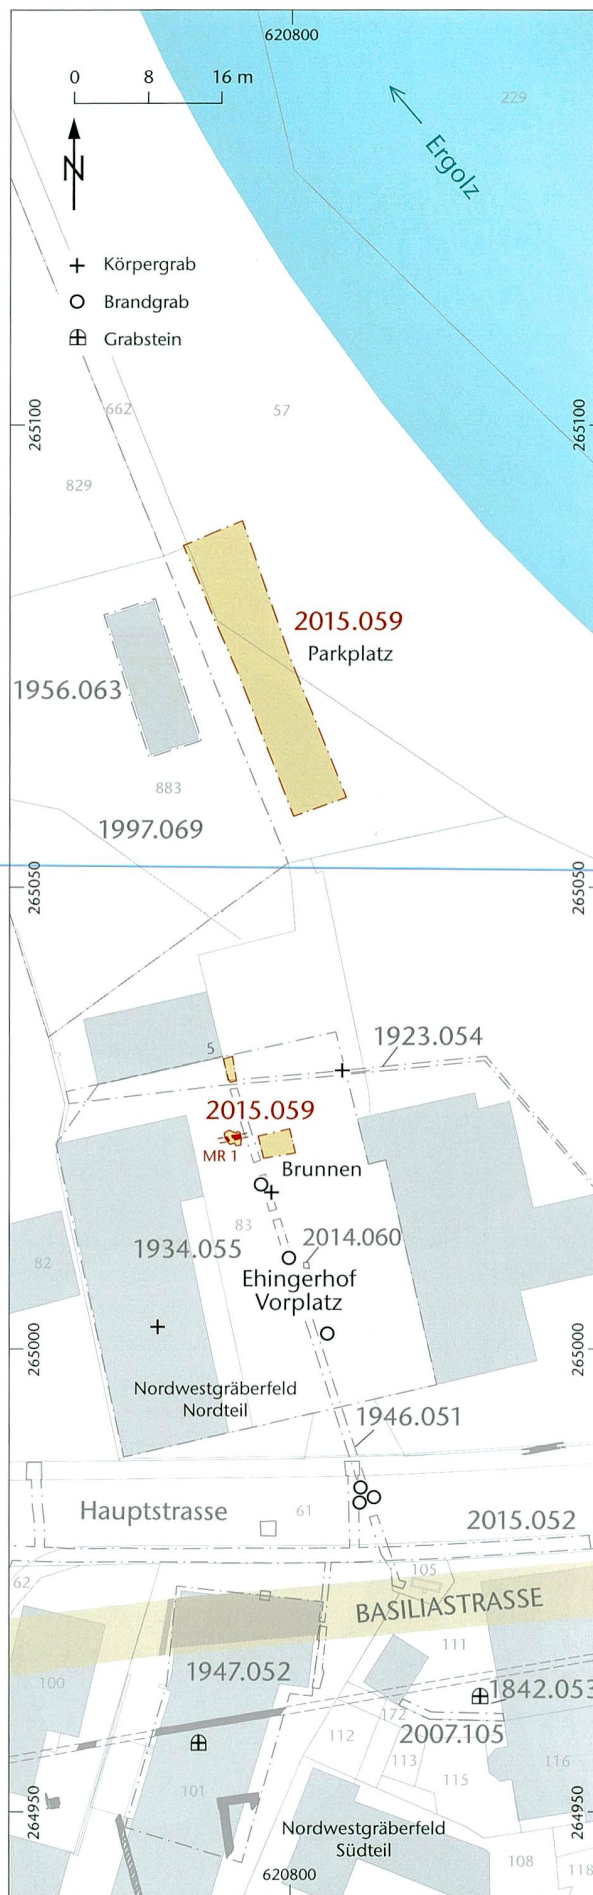 620800
0 8 16 m
229
Ergolz
N
Körpergrab
Brandgrab
Grabstein
265100
265100
662
57
829
2015.059
Parkplatz
1956.063
883
1997.069
265050
265050
1923.054
5
2015.059
MR 1
Brunnen
83
1934.055
2014.060
82
Ehingerhof
Vorplatz
265000
265000
Nordwestgräberfeld
Nordteil
1946.051
Hauptstrasse
61
2015.052
62
105
BASILIASTRASSE
111
1947.052
100
1842.053
172
2007.105
112
113
116
115
101
264950
264950
Nordwestgräberfeld
Südteil
108
118
620800